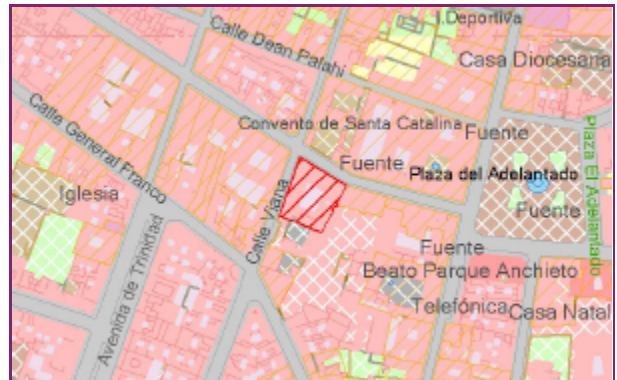 I.Deportiva
Calle Dean Palahi
Casa Diocesana
Calle General Franco
Convento de Santa Catalina
Fuente
Fuente
Plaza del Adelantado
Plaza El Adelantado
Iglesia
Calle Viana
Fuente
Avenida de Trinidad
Fuente
Beato Parque Anchieto
Telefónica
Casa Natal